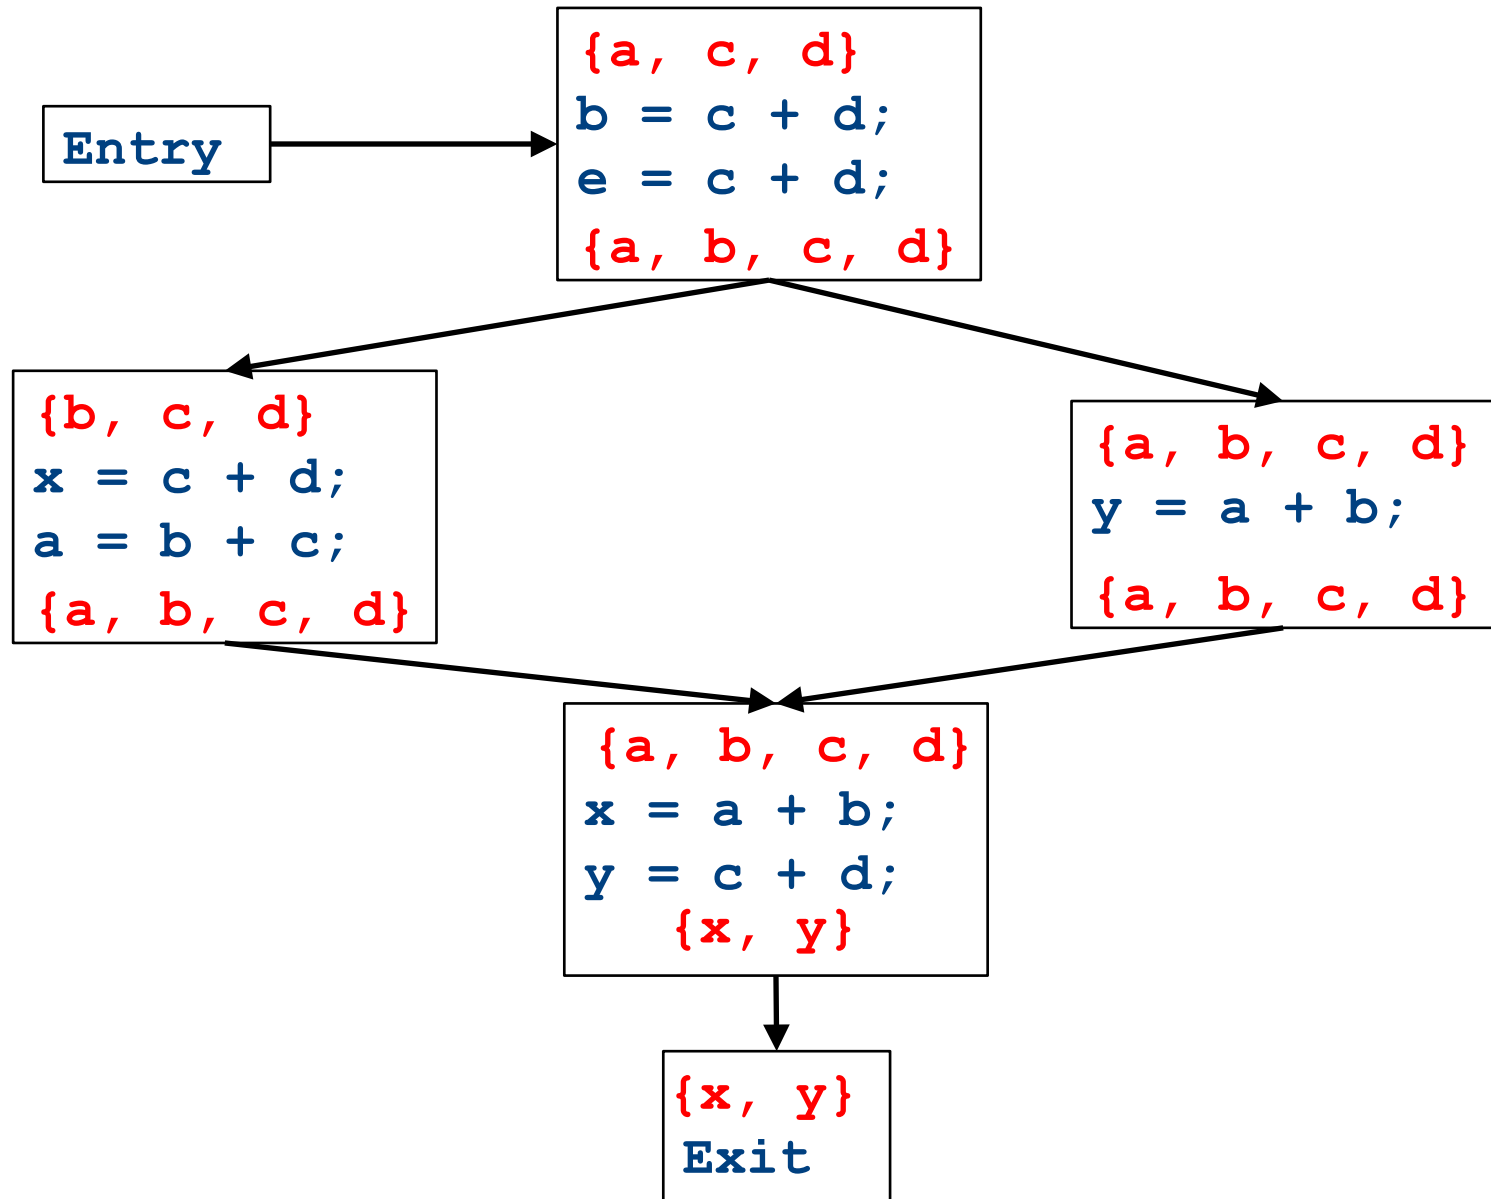 {a, c, d}
Entry
b = c + d;
e = c + d;
{a, b, c, d}
{b, c, d}
x = c + d;
a = b + c;
{a, b, c, d}
{a, b, c, d}
y = a + b;
{a, b, c, d}
{a, b, c, d}
x = a + b;
y = c + d;
{x, y}
{x, y}
Exit